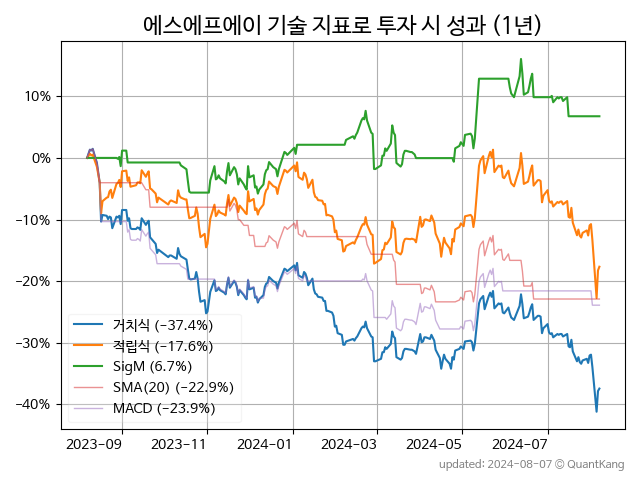 에스에프에이 기술 지표로 투자 시 성과 (1년)
10%
0%
−10%
−20%
−30%
−40%
거치식 (−37.4%)
적립식 (−17.6%)
SigM (6.7%)
SMA(20) (−22.9%)
MACD (−23.9%)
2023-09
2023-11
2024-01
2024-03
2024-05
2024-07
updated: 2024-08-07 © QuantKang